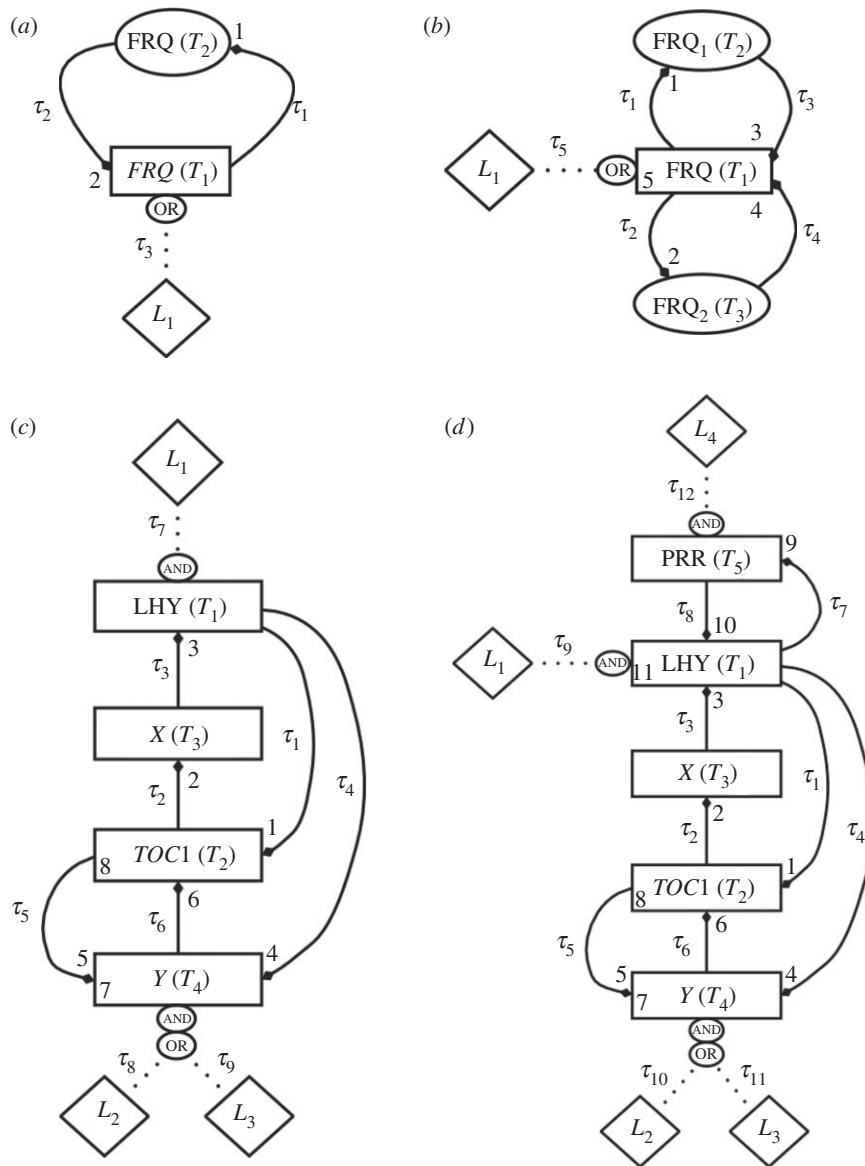 (a)
FRQ (T₂)
1
τ₂
τ₁
2
FRQ (T₁)
OR
τ₃
L₁
(b)
FRQ₁ (T₂)
1
τ₁
τ₃
3
L₁
τ₅
OR
5
FRQ (T₁)
4
τ₂
τ₄
2
FRQ₂ (T₃)
(c)
L₁
τ₇
AND
LHY (T₁)
3
τ₃
X (T₃)
τ₁
τ₄
2
τ₂
1
TOC1 (T₂)
8
6
τ₅
τ₆
5
4
7
Y (T₄)
AND
OR
τ₈
τ₉
L₂
L₃
(d)
L₄
τ₁₂
AND
9
PRR (T₅)
τ₈
τ₇
10
L₁
τ₉
AND
11
LHY (T₁)
3
τ₃
X (T₃)
τ₁
2
τ₄
τ₂
1
TOC1 (T₂)
8
6
τ₅
τ₆
5
4
7
Y (T₄)
AND
OR
τ₁₀
τ₁₁
L₂
L₃